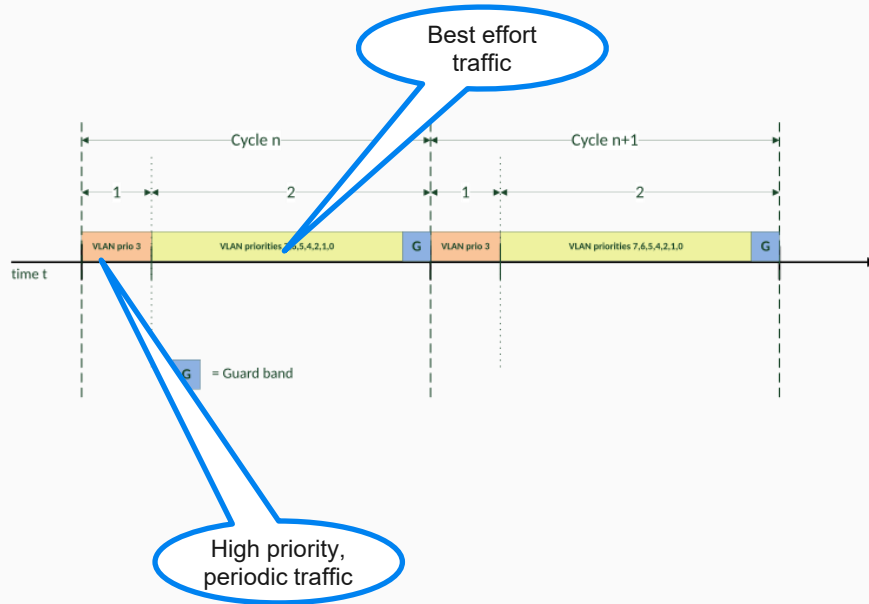 Best effort
traffic
Cycle n
Cycle n+1
1
2
1
2
VLAN prio 3
VLAN priorities 7,6,5,4,2,1,0
G
VLAN prio 3
VLAN priorities 7,6,5,4,2,1,0
G
time t
G
= Guard band
High priority,
periodic traffic